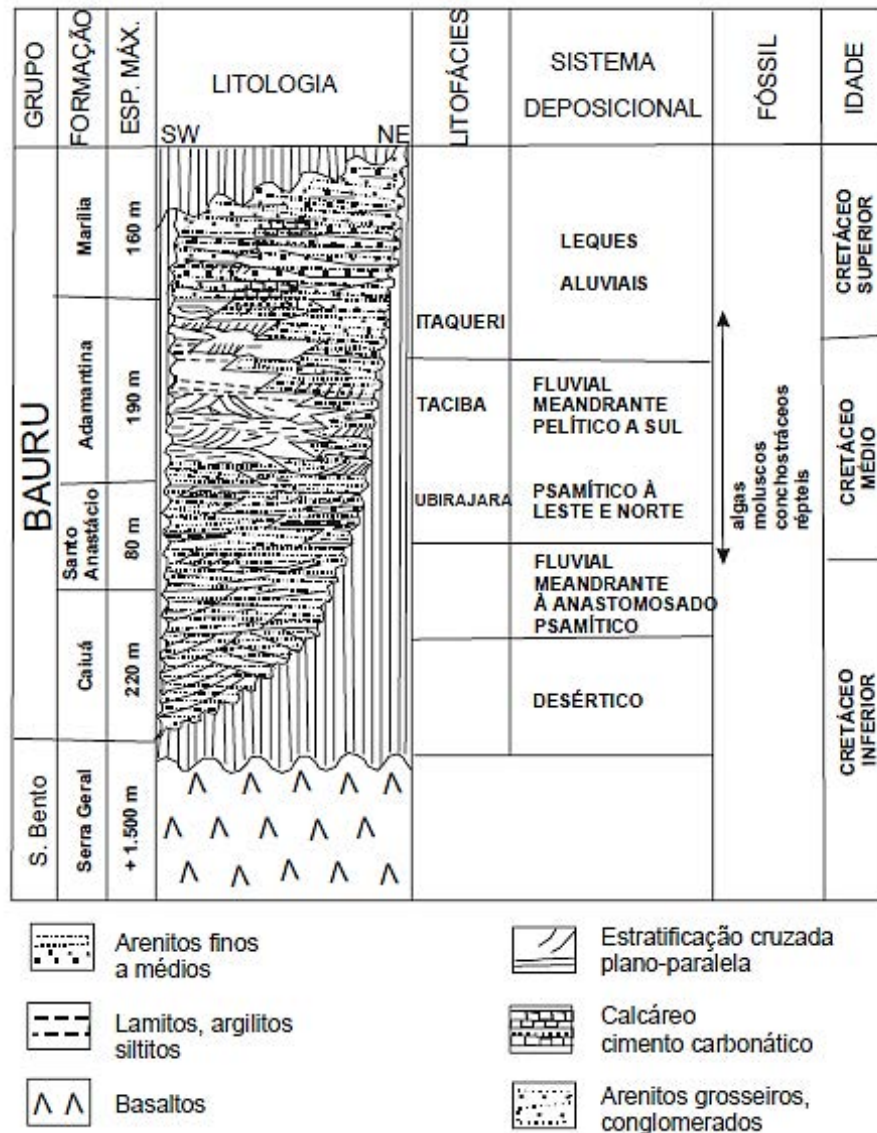 GRUPO
FORMAÇÃO
ESP. MÁX.
LITOLOGIA
SW
NE
LITOFÁCIES
SISTEMA
DEPOSICIONAL
FÓSSIL
IDADE
BAURU
Marília
160 m
Adamantina
190 m
Santo
Anastácio
80 m
Caiuá
220 m
S. Bento
Serra Geral
+ 1.500 m
ITAQUERI
TACIBA
UBIRAJARA
LEQUES
ALUVIAIS
FLUVIAL
MEANDRANTE
PELÍTICO A SUL
PSAMÍTICO À
LESTE E NORTE
FLUVIAL
MEANDRANTE
À ANASTOMOSADO
PSAMÍTICO
DESÉRTICO
algas
moluscos
conchostráceos
répteis
CRETÁCEO
SUPERIOR
CRETÁCEO
MÉDIO
CRETÁCEO
INFERIOR
Arenitos finos
a médios
Lamitos, argilitos
siltitos
Basaltos
Estratificação cruzada
plano-paralela
Calcáreo
cimento carbonático
Arenitos grosseiros,
conglomerados